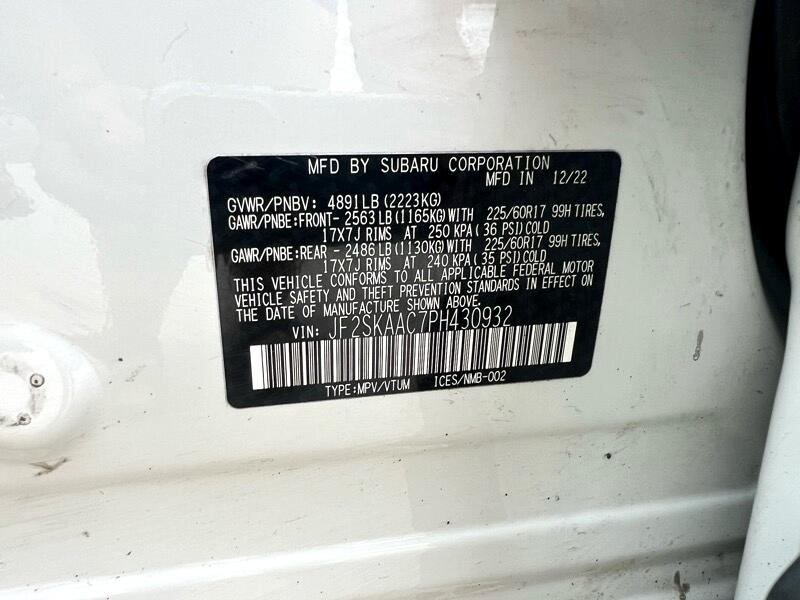 MFD BY SUBARU CORPORATION
MFD IN 12/22
GVWR/PNBV: 4891LB(2223KG)
GAWR/PNBE:FRONT- 2563LB(1165KG)WITH 225/60R17 99H TIRES,
17X7J RIMS AT 250 KPA(36 PSI)COLD
GAWR/PNBE:REAR - 2486LB(1130KG)WITH 225/60R17 99H TIRES,
17X7J RIMS AT 240 KPA(35 PSI)COLD
THIS VEHICLE CONFORMS TO ALL APPLICABLE FEDERAL MOTOR
VEHICLE SAFETY AND THEFT PREVENTION STANDARDS IN EFFECT ON
THE DATE OF MANUFACTURE SHOWN ABOVE.
VIN: JF2SKAAC7PH430932
TYPE:MPV/VTUM ICES/NMB-002